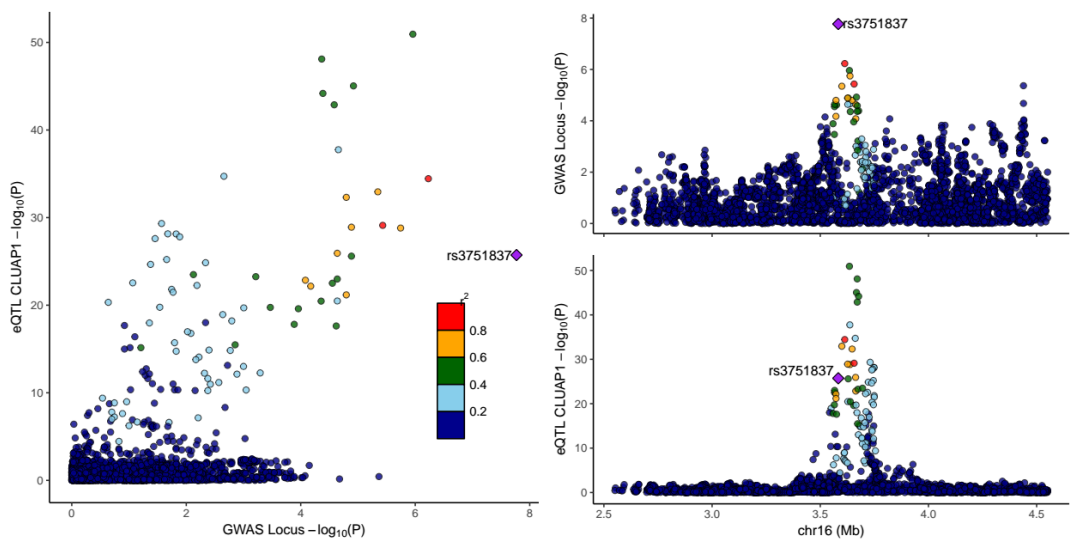 50
40
30
20
10
0
eQTL CLUAP1 −log10(P)
rs3751837
r2
0.8
0.6
0.4
0.2
0 2 4 6 8
GWAS Locus −log10(P)
8
6
4
2
0
GWAS Locus −log10(P)
rs3751837
50
40
30
20
10
0
eQTL CLUAP1 −log10(P)
rs3751837
2.5 3.0 3.5 4.0 4.5
chr16 (Mb)